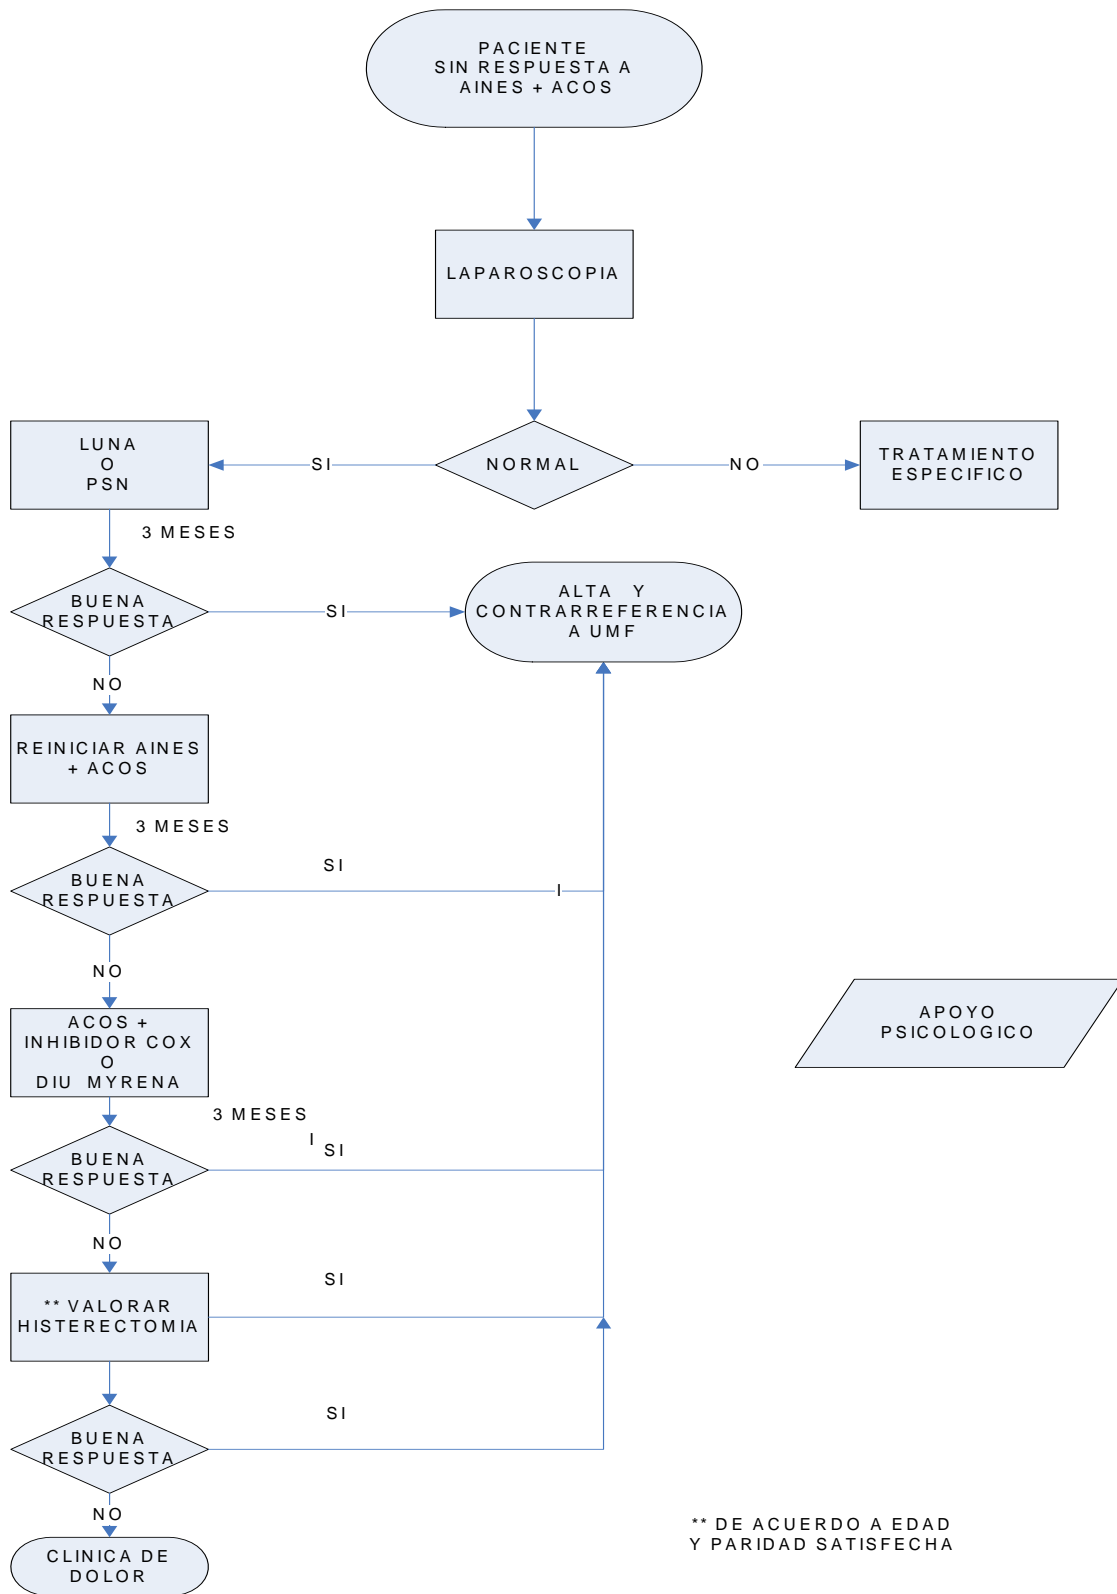 PACIENTE
SIN RESPUESTA A
AINES + ACOS
LAPAROSCOPIA
LUNA
O
PSN
SI
NORMAL
NO
TRATAMIENTO
ESPECIFICO
3 MESES
BUENA
RESPUESTA
SI
ALTA Y
CONTRARREFERENCIA
A UMF
NO
REINICIAR AINES
+ ACOS
3 MESES
BUENA
RESPUESTA
SI
I
NO
ACOS +
INHIBIDOR COX
O
DIU MYRENA
APOYO
PSICOLOGICO
3 MESES
I
SI
BUENA
RESPUESTA
NO
** VALORAR
HISTERECTOMIA
SI
BUENA
RESPUESTA
SI
NO
CLINICA DE
DOLOR
** DE ACUERDO A EDAD
Y PARIDAD SATISFECHA